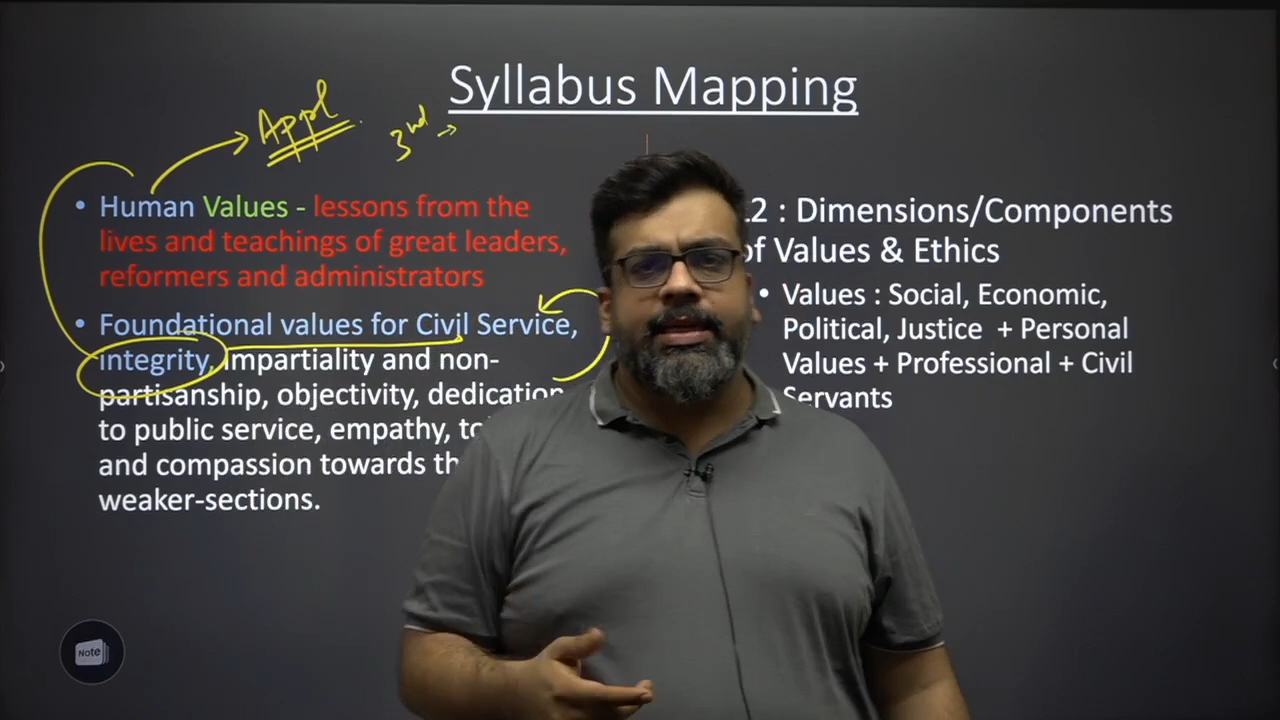 Syllabus Mapping
Appl
3rd →
• Human Values - lessons from the
lives and teachings of great leaders,
reformers and administrators
• Foundational values for Civil Service,
integrity, impartiality and non-
partisanship, objectivity, dedication
to public service, empathy,
and compassion towards
weaker-sections.
2 : Dimensions/Components
of Values & Ethics
• Values : Social, Economic,
Political, Justice + Personal
Values + Professional + Civil
Servants
Note